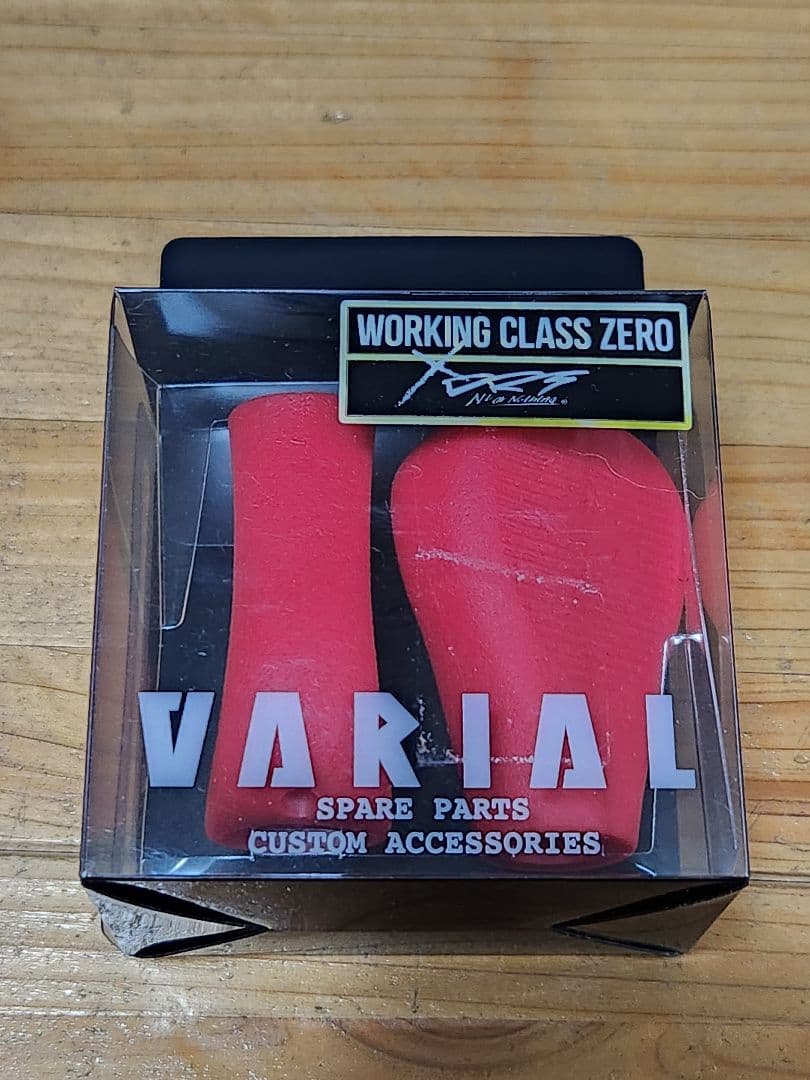 WORKING CLASS ZERO
VARIAL
SPARE PARTS
CUSTOM ACCESSORIES